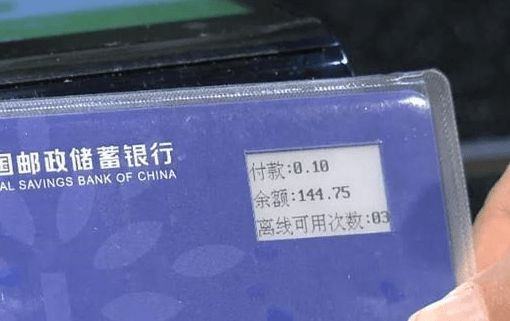 国邮政储蓄银行
AL SAVINGS BANK OF CHINA
付款:0.10
余额:144.75
离线可用次数:03